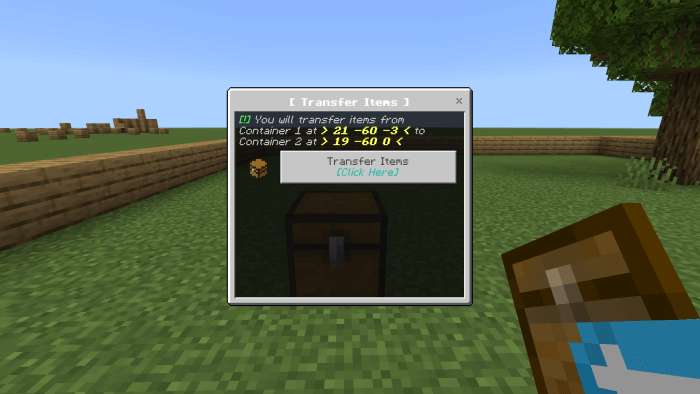 [ Transfer Items ]
[!] You will transfer items from
Container 1 at > 21 -60 -3 < to
Container 2 at > 19 -60 0 <
Transfer Items
[Click Here]